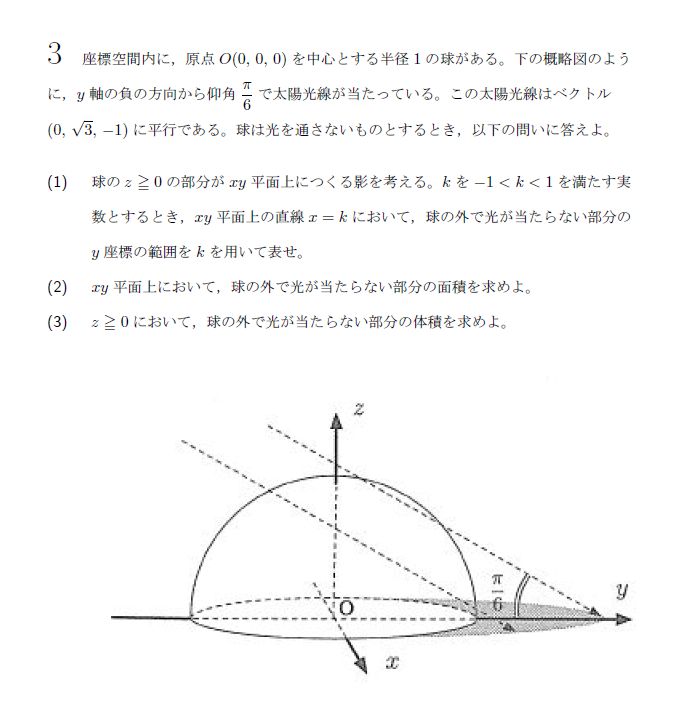 3 座標空間内に，原点 O(0, 0, 0) を中心とする半径 1 の球がある。下の概略図のよう
に，y 軸の負の方向から仰角 π/6 で太陽光線が当たっている。この太陽光線はベクトル
(0, √3, −1) に平行である。球は光を通さないものとするとき，以下の問いに答えよ。
(1) 球の z ≧ 0 の部分が xy 平面上につくる影を考える。k を −1 < k < 1 を満たす実
数とするとき，xy 平面上の直線 x = k において，球の外で光が当たらない部分の
y 座標の範囲を k を用いて表せ。
(2) xy 平面上において，球の外で光が当たらない部分の面積を求めよ。
(3) z ≧ 0 において，球の外で光が当たらない部分の体積を求めよ。
z
π/6
y
O
x